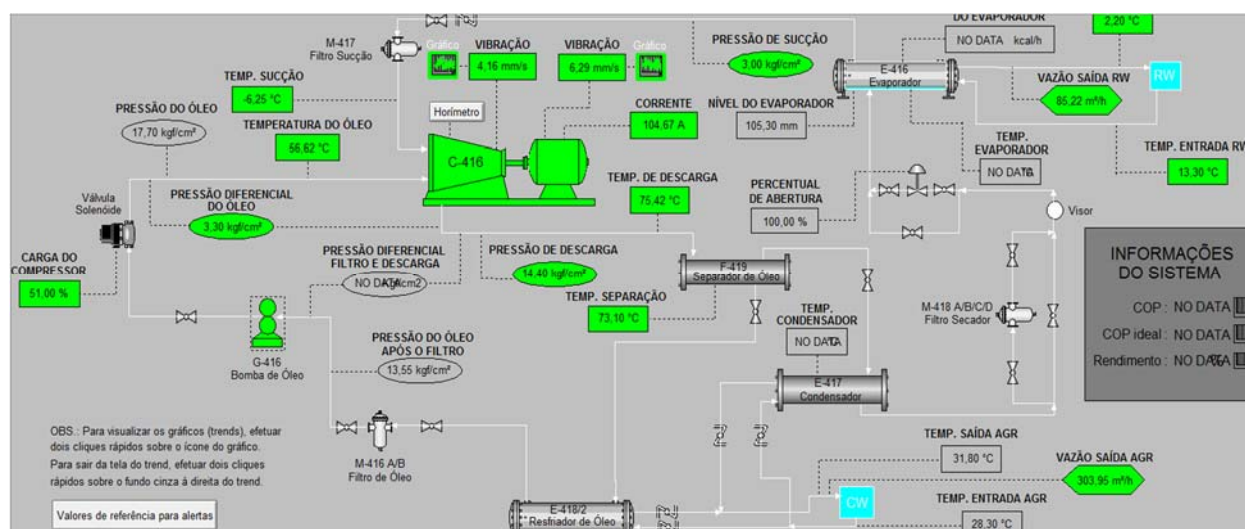 DO EVAPORADOR
NO DATA kcal/h
2,20 °C
M-417
Filtro Sucção
Gráfico
VIBRAÇÃO
4,16 mm/s
VIBRAÇÃO
6,29 mm/s
Gráfico
PRESSÃO DE SUCÇÃO
3,00 kgf/cm²
E-416
Evaporador
RW
VAZÃO SAÍDA RW
85,22 m³/h
TEMP. SUCÇÃO
-6,25 °C
PRESSÃO DO ÓLEO
17,70 kgf/cm²
TEMPERATURA DO ÓLEO
56,62 °C
Horímetro
C-416
CORRENTE
104,67 A
NÍVEL DO EVAPORADOR
105,30 mm
TEMP.
EVAPORADOR
NO DATA
TEMP. ENTRADA RW
13,30 °C
Válvula
Solenóide
PRESSÃO DIFERENCIAL
DO ÓLEO
3,30 kgf/cm²
TEMP. DE DESCARGA
75,42 °C
PERCENTUAL
DE ABERTURA
100,00 %
Visor
CARGA DO
COMPRESSOR
51,00 %
PRESSÃO DIFERENCIAL
FILTRO E DESCARGA
NO DATA
PRESSÃO DE DESCARGA
14,40 kgf/cm²
F-419
Separador de Óleo
TEMP. SEPARAÇÃO
73,10 °C
INFORMAÇÕES
DO SISTEMA
COP : NO DATA
COP ideal : NO DATA
Rendimento : NO DATA
M-418 A/B/C/D
Filtro Secador
TEMP.
CONDENSADOR
NO DATA
E-417
Condensador
G-416
Bomba de Óleo
PRESSÃO DO ÓLEO
APÓS O FILTRO
13,55 kgf/cm²
M-416 A/B
Filtro de Óleo
OBS.: Para visualizar os gráficos (trends), efetuar
dois cliques rápidos sobre o ícone do gráfico.
Para sair da tela do trend, efetuar dois cliques
rápidos sobre o fundo cinza à direita do trend.
Valores de referência para alertas
E-418/2
Resfriador de Óleo
CW
TEMP. SAÍDA AGR
31,80 °C
VAZÃO SAÍDA AGR
303,95 m³/h
TEMP. ENTRADA AGR
28,30 °C